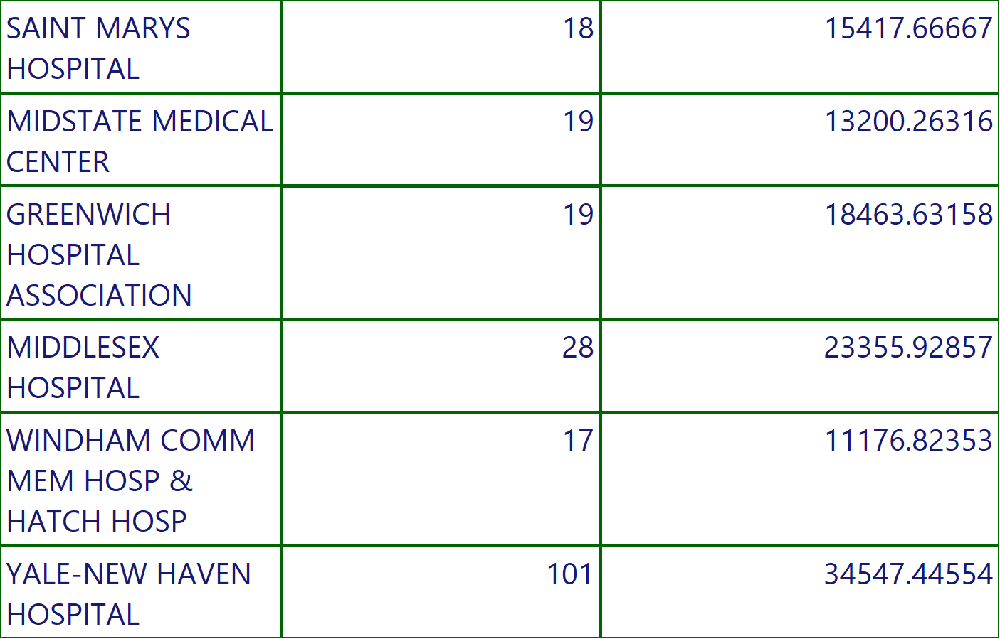 SAINT MARYS 18 15417.66667
HOSPITAL
MIDSTATE MEDICAL 19 13200.26316
CENTER
GREENWICH 19 18463.63158
HOSPITAL
ASSOCIATION
MIDDLESEX 28 23355.92857
HOSPITAL
WINDHAM COMM 17 11176.82353
MEM HOSP &
HATCH HOSP
YALE-NEW HAVEN 101 34547.44554
HOSPITAL